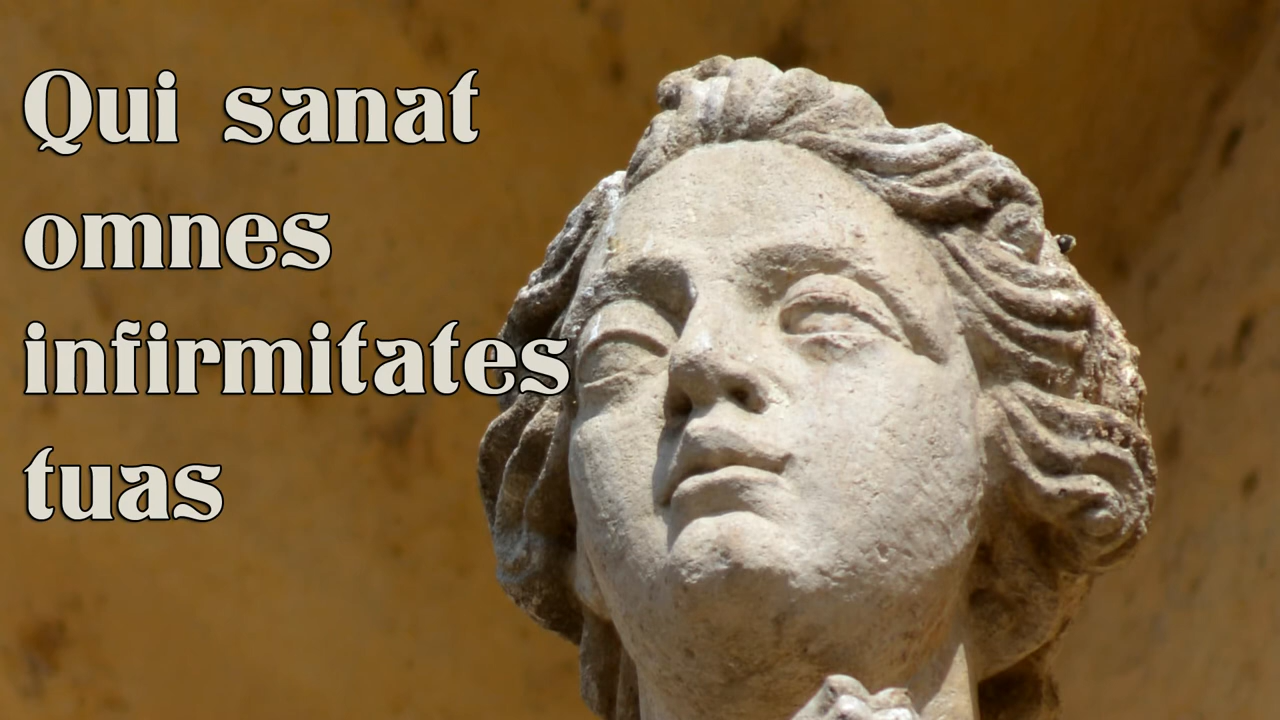 Qui sanat
omnes
infirmitates
tuas